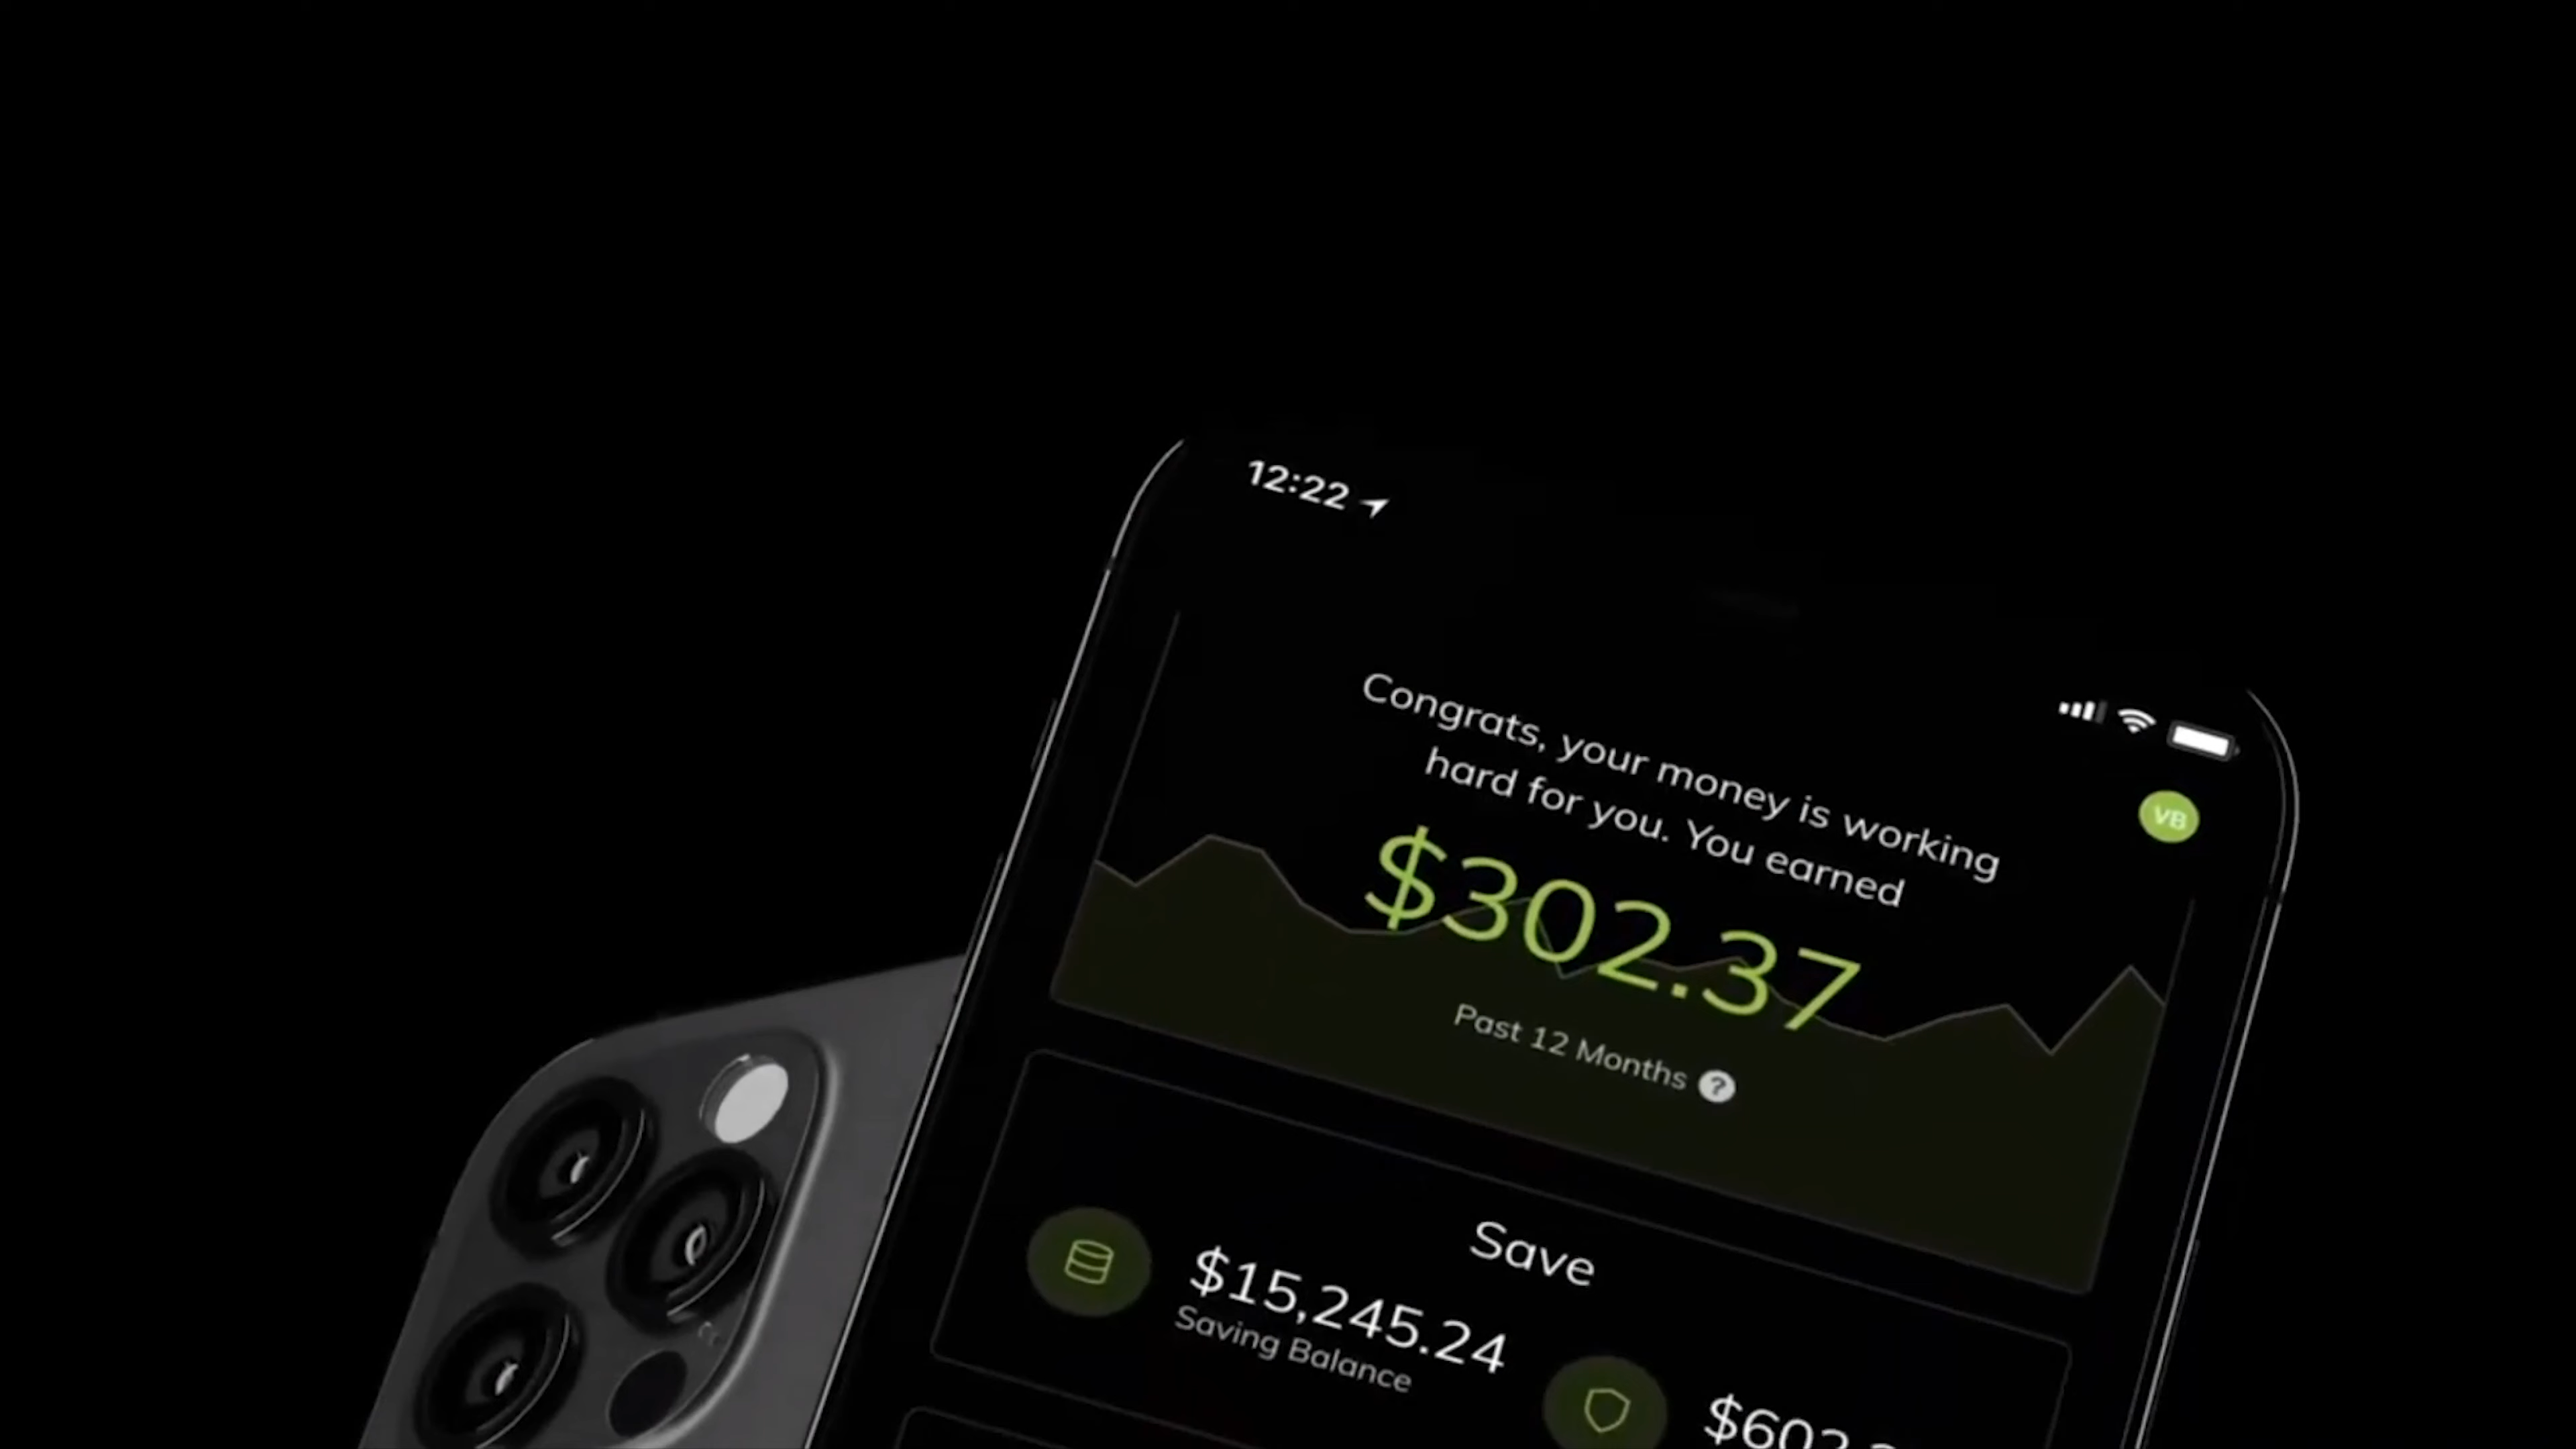 12:22
Congrats, your money is working
hard for you. You earned
VB
$302.37
Past 12 Months ?
Save
$15,245.24
Saving Balance